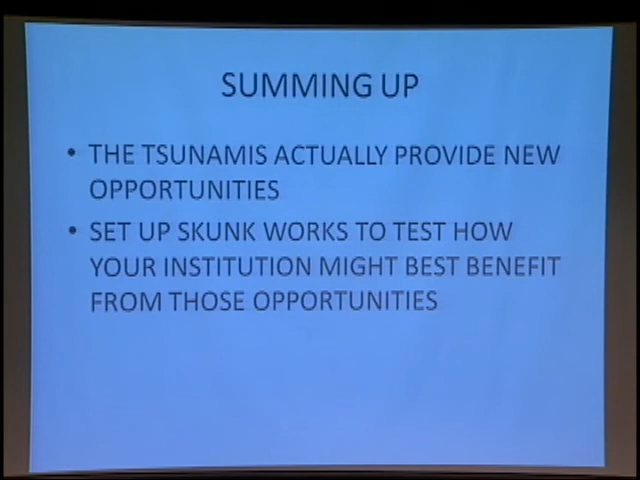 SUMMING UP
• THE TSUNAMIS ACTUALLY PROVIDE NEW
OPPORTUNITIES
• SET UP SKUNK WORKS TO TEST HOW
YOUR INSTITUTION MIGHT BEST BENEFIT
FROM THOSE OPPORTUNITIES